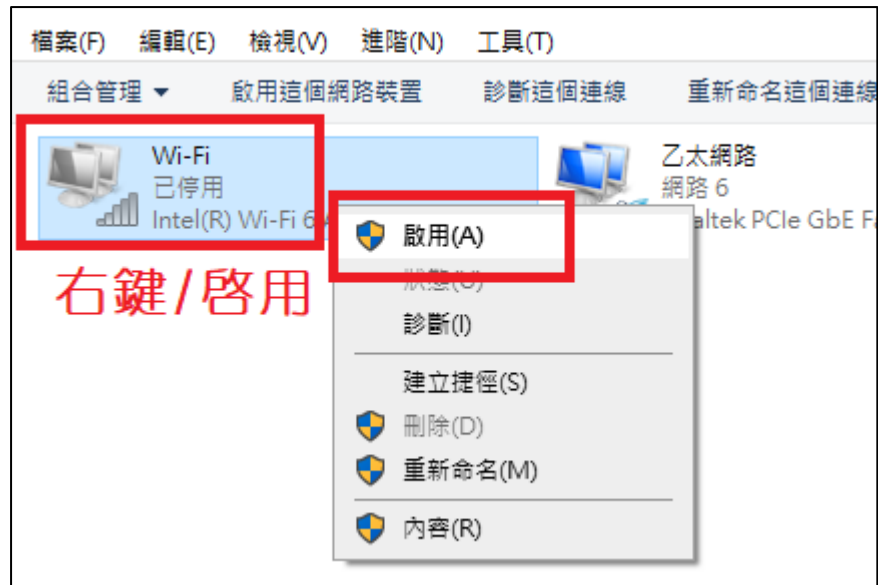 檔案(F) 編輯(E) 檢視(V) 進階(N) 工具(T)
組合管理 啟用這個網路裝置 診斷這個連線 重新命名這個連線
Wi-Fi
已停用
Intel(R) Wi-Fi 6
乙太網路
網路 6
altek PCIe GbE
右鍵/啓用
啟用(A)
狀態(U)
診斷(I)
建立捷徑(S)
刪除(D)
重新命名(M)
內容(R)